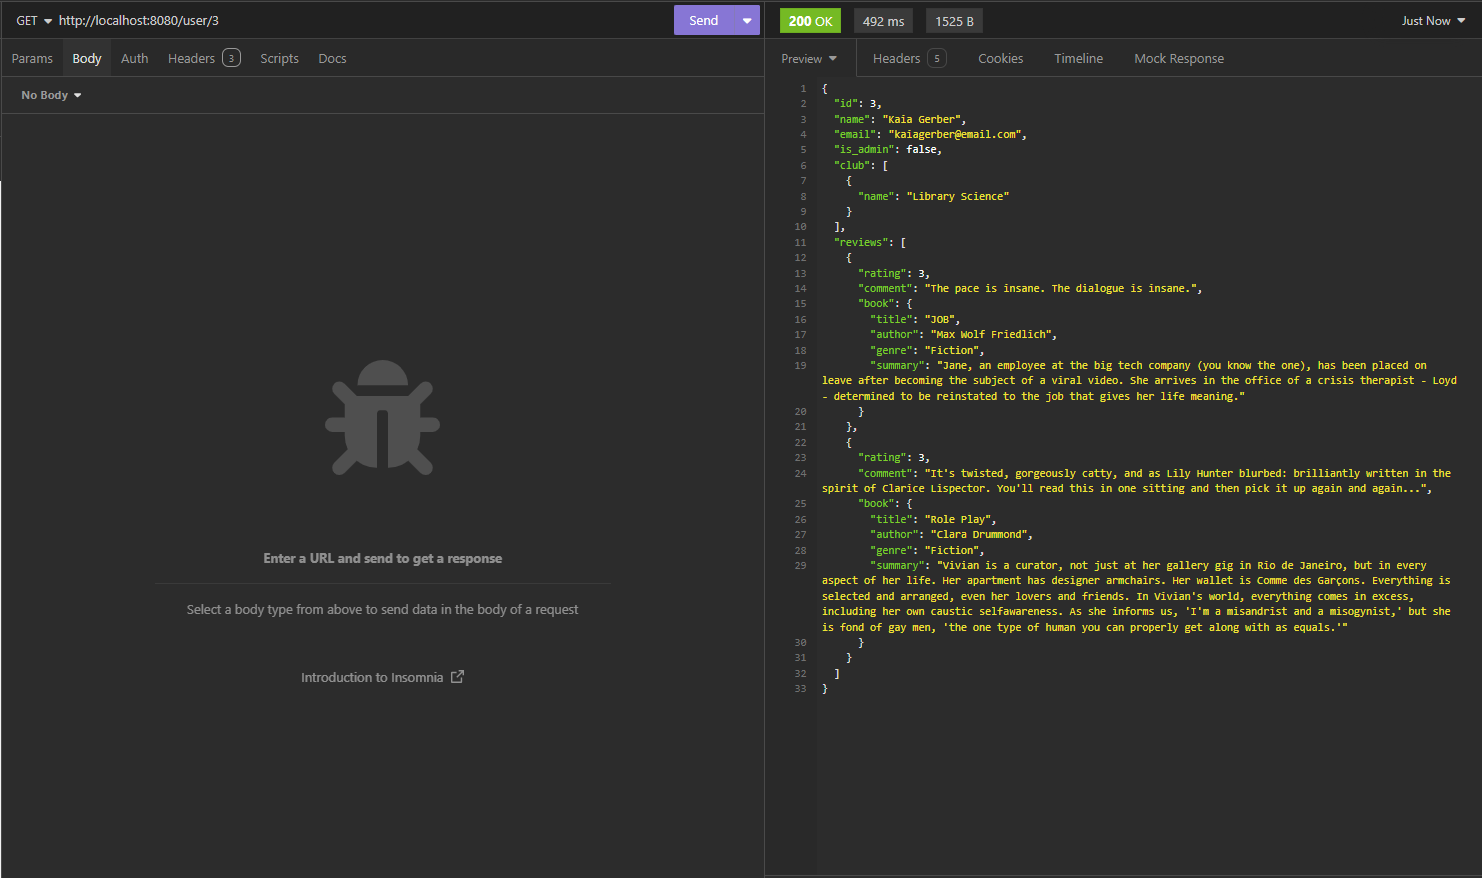 GET http://localhost:8080/user/3 Send
Params Body Auth Headers 3 Scripts Docs
No Body
Enter a URL and send to get a response
Select a body type from above to send data in the body of a request
Introduction to Insomnia
200 OK 492 ms 1525 B Just Now
Preview Headers 5 Cookies Timeline Mock Response
1 {
2 "id": 3,
3 "name": "Kaia Gerber",
4 "email": "kaiagerber@email.com",
5 "is_admin": false,
6 "club": [
7 {
8 "name": "Library Science"
9 }
10 ],
11 "reviews": [
12 {
13 "rating": 3,
14 "comment": "The pace is insane. The dialogue is insane.",
15 "book": {
16 "title": "JOB",
17 "author": "Max Wolf Friedlich",
18 "genre": "Fiction",
19 "summary": "Jane, an employee at the big tech company (you know the one), has been placed on
leave after becoming the subject of a viral video. She arrives in the office of a crisis therapist - Loyd
- determined to be reinstated to the job that gives her life meaning."
20 }
21 },
22 {
23 "rating": 3,
24 "comment": "It's twisted, gorgeously catty, and as Lily Hunter blurbed: brilliantly written in the
spirit of Clarice Lispector. You'll read this in one sitting and then pick it up again and again...",
25 "book": {
26 "title": "Role Play",
27 "author": "Clara Drummond",
28 "genre": "Fiction",
29 "summary": "Vivian is a curator, not just at her gallery gig in Rio de Janeiro, but in every
aspect of her life. Her apartment has designer armchairs. Her wallet is Comme des Garçons. Everything is
selected and arranged, even her lovers and friends. In Vivian's world, everything comes in excess,
including her own caustic selfawareness. As she informs us, 'I'm a misandrist and a misogynist,' but she
is fond of gay men, 'the one type of human you can properly get along with as equals.'"
30 }
31 }
32 ]
33 }